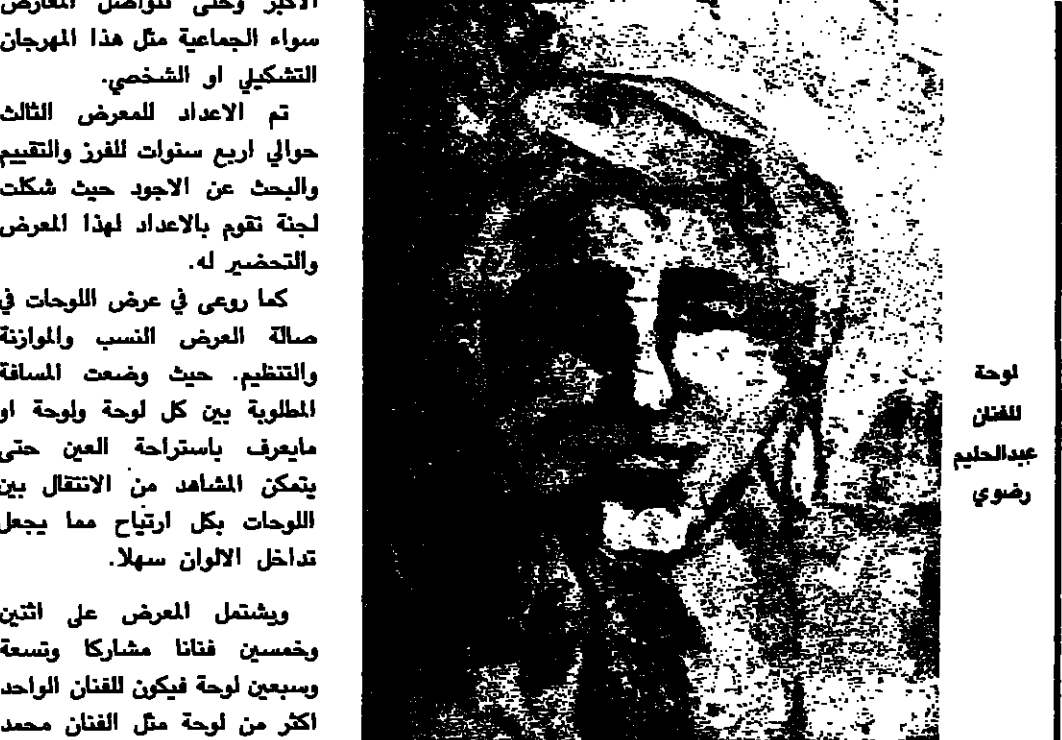 الاكبر وحتى تتواصل المعارض
سواء الجماعية مثل هذا المهرجان
التشكيلي او الشخصي.
تم الاعداد للمعرض الثالث
حوالي اربع سنوات للفرز والتقييم
والبحث عن الاجود حيث شكلت
لجنة تقوم بالاعداد لهذا المعرض
والتحضير له.
كما روعى في عرض اللوحات في
صالة العرض النسب والموازنة
والتنظيم. حيث وضعت المسافة
المطلوبة بين كل لوحة ولوحة او
مايعرف باستراحة العين حتى
يتمكن المشاهد من الانتقال بين
اللوحات بكل ارتياح مما يجعل
تداخل الالوان سهلا.
ويشتمل المعرض على اثنين
وخمسين فنانا مشاركا وتسعة
وسبعين لوحة فيكون للفنان الواحد
اكثر من لوحة مثل الفنان محمد
لوحة
للفنان
عبدالحليم
رضوي